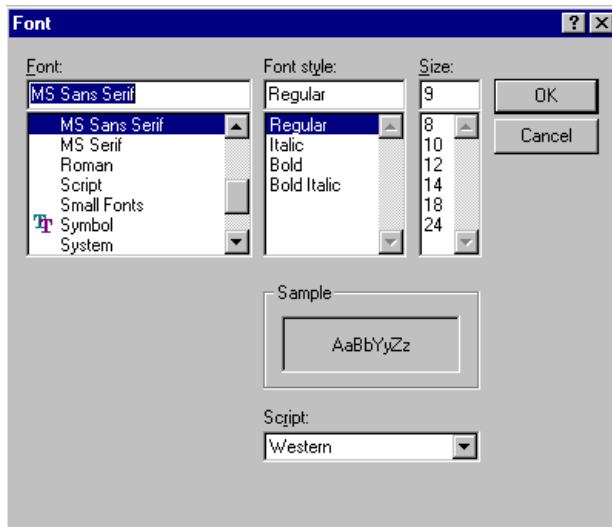 Font
Font:
MS Sans Serif
MS Sans Serif
MS Serif
Roman
Script
Small Fonts
Symbol
System
Font style:
Regular
Regular
Italic
Bold
Bold Italic
Size:
9
8
10
12
14
18
24
OK
Cancel
Sample
AaBbYyZz
Script:
Western